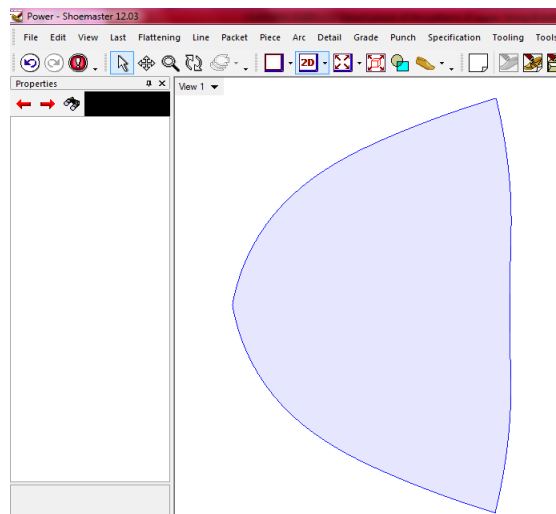 Power - Shoemaster 12.03
File Edit View Last Flattening Line Packet Piece Arc Detail Grade Punch Specification Tooling Tools
2D
Properties
View 1